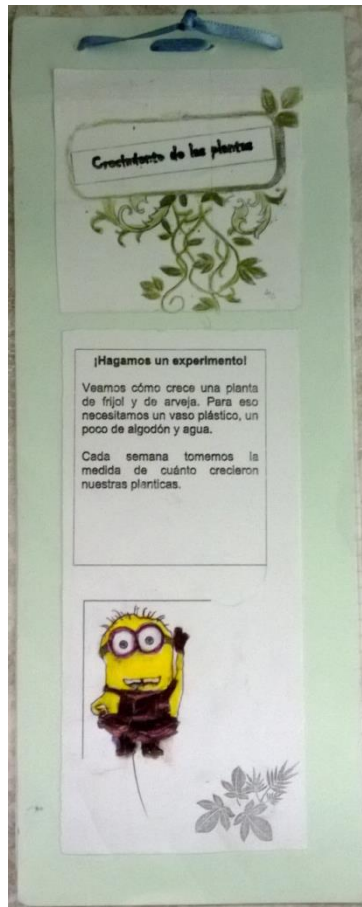 Crecimiento de las plantas
¡Hagamos un experimento!
Veamos cómo crece una planta
de frijol y de arveja. Para eso
necesitamos un vaso plástico, un
poco de algodón y agua.
Cada semana tomemos la
medida de cuánto crecieron
nuestras planticas.